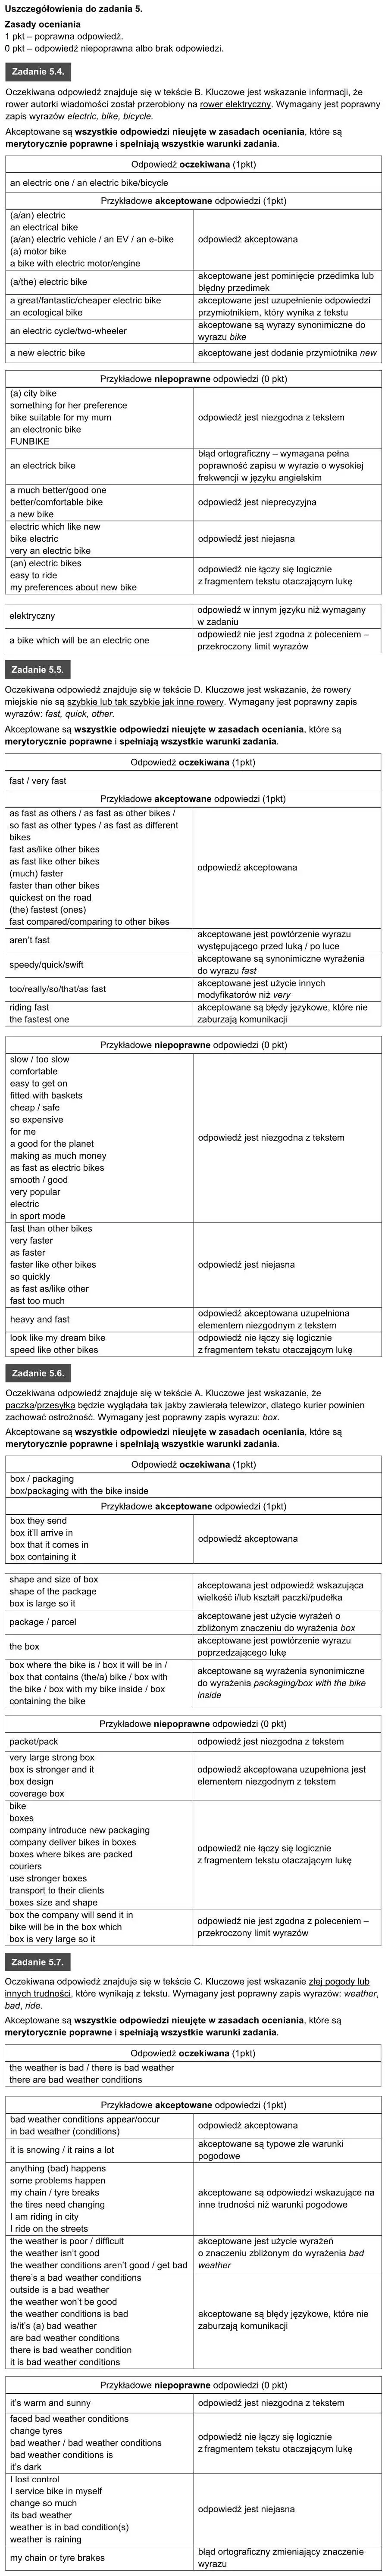 Uszczegółowienia do zadania 5.
Zasady oceniania
1 pkt – poprawna odpowiedź.
0 pkt – odpowiedź niepoprawna albo brak odpowiedzi.
Zadanie 5.4.
Oczekiwana odpowiedź znajduje się w tekście B. Kluczowe jest wskazanie informacji, że
rower autorki wiadomości został przerobiony na rower elektryczny. Wymagany jest poprawny
zapis wyrazów electric, bike, bicycle.
Akceptowane są wszystkie odpowiedzi nieujęte w zasadach oceniania, które są
merytorycznie poprawne i spełniają wszystkie warunki zadania.
Odpowiedź oczekiwana (1pkt)
an electric one / an electric bike/bicycle
Przykładowe akceptowane odpowiedzi (1pkt)
(a/an) electric
an electrical bike
(a/an) electric vehicle / an EV / an e-bike
(a) motor bike
a bike with electric motor/engine
odpowiedź akceptowana
(a/the) electric bike
akceptowane jest pominięcie przedimka lub
błędny przedimek
a great/fantastic/cheaper electric bike
an ecological bike
akceptowane jest uzupełnienie odpowiedzi
przymiotnikiem, który wynika z tekstu
an electric cycle/two-wheeler
akceptowane są wyrazy synonimiczne do
wyrazu bike
a new electric bike
akceptowane jest dodanie przymiotnika new
Przykładowe niepoprawne odpowiedzi (0 pkt)
(a) city bike
something for her preference
bike suitable for my mum
an electronic bike
FUNBIKE
odpowiedź jest niezgodna z tekstem
an electrick bike
błąd ortograficzny – wymagana pełna
poprawność zapisu w wyrazie o wysokiej
frekwencji w języku angielskim
a much better/good one
better/comfortable bike
a new bike
odpowiedź jest nieprecyzyjna
electric which like new
bike electric
very an electric bike
odpowiedź jest niejasna
(an) electric bikes
easy to ride
my preferences about new bike
odpowiedź nie łączy się logicznie
z fragmentem tekstu otaczającym lukę
elektryczny
odpowiedź w innym języku niż wymagany
w zadaniu
a bike which will be an electric one
odpowiedź nie jest zgodna z poleceniem –
przekroczony limit wyrazów
Zadanie 5.5.
Oczekiwana odpowiedź znajduje się w tekście D. Kluczowe jest wskazanie, że rowery
miejskie nie są szybkie lub tak szybkie jak inne rowery. Wymagany jest poprawny zapis
wyrazów: fast, quick, other.
Akceptowane są wszystkie odpowiedzi nieujęte w zasadach oceniania, które są
merytorycznie poprawne i spełniają wszystkie warunki zadania.
Odpowiedź oczekiwana (1pkt)
fast / very fast
Przykładowe akceptowane odpowiedzi (1pkt)
as fast as others / as fast as other bikes /
so fast as other types / as fast as different
bikes
fast as/like other bikes
as fast like other bikes
(much) faster
faster than other bikes
quickest on the road
(the) fastest (ones)
fast compared/comparing to other bikes
odpowiedź akceptowana
aren't fast
akceptowane jest powtórzenie wyrazu
występującego przed luką / po luce
speedy/quick/swift
akceptowane są synonimiczne wyrażenia
do wyrazu fast
too/really/so/that/as fast
akceptowane jest użycie innych
modyfikatorów niż very
riding fast
the fastest one
akceptowane są błędy językowe, które nie
zaburzają komunikacji
Przykładowe niepoprawne odpowiedzi (0 pkt)
slow / too slow
comfortable
easy to get on
fitted with baskets
cheap / safe
so expensive
for me
a good for the planet
making as much money
as fast as electric bikes
smooth / good
very popular
electric
in sport mode
odpowiedź jest niezgodna z tekstem
fast than other bikes
very faster
as faster
faster like other bikes
so quickly
as fast as/like other
fast too much
odpowiedź jest niejasna
heavy and fast
odpowiedź akceptowana uzupełniona
elementem niezgodnym z tekstem
look like my dream bike
speed like other bikes
odpowiedź nie łączy się logicznie
z fragmentem tekstu otaczającym lukę
Zadanie 5.6.
Oczekiwana odpowiedź znajduje się w tekście A. Kluczowe jest wskazanie, że
paczka/przesyłka będzie wyglądała tak jakby zawierała telewizor, dlatego kurier powinien
zachować ostrożność. Wymagany jest poprawny zapis wyrazu: box.
Akceptowane są wszystkie odpowiedzi nieujęte w zasadach oceniania, które są
merytorycznie poprawne i spełniają wszystkie warunki zadania.
Odpowiedź oczekiwana (1pkt)
box / packaging
box/packaging with the bike inside
Przykładowe akceptowane odpowiedzi (1pkt)
box they send
box it'll arrive in
box that it comes in
box containing it
odpowiedź akceptowana
shape and size of box
shape of the package
box is large so it
akceptowana jest odpowiedź wskazująca
wielkość i/lub kształt paczki/pudełka
package / parcel
akceptowane jest użycie wyrażeń o
zbliżonym znaczeniu do wyrażenia box
the box
akceptowane jest powtórzenie wyrazu
poprzedzającego lukę
box where the bike is / box it will be in /
box that contains (the/a) bike / box with
the bike / box with my bike inside / box
containing the bike
akceptowane są wyrażenia synonimiczne
do wyrażenia packaging/box with the bike
inside
Przykładowe niepoprawne odpowiedzi (0 pkt)
packet/pack
odpowiedź jest niezgodna z tekstem
very large strong box
box is stronger and it
box design
coverage box
odpowiedź akceptowana uzupełniona jest
elementem niezgodnym z tekstem
bike
boxes
company introduce new packaging
company deliver bikes in boxes
boxes where bikes are packed
couriers
use stronger boxes
transport to their clients
boxes size and shape
odpowiedź nie łączy się logicznie
z fragmentem tekstu otaczającym lukę
box the company will send it in
bike will be in the box which
box is very large so it
odpowiedź nie jest zgodna z poleceniem –
przekroczony limit wyrazów
Zadanie 5.7.
Oczekiwana odpowiedź znajduje się w tekście C. Kluczowe jest wskazanie złej pogody lub
innych trudności, które wynikają z tekstu. Wymagany jest poprawny zapis wyrazów: weather,
bad, ride.
Akceptowane są wszystkie odpowiedzi nieujęte w zasadach oceniania, które są
merytorycznie poprawne i spełniają wszystkie warunki zadania.
Odpowiedź oczekiwana (1pkt)
the weather is bad / there is bad weather
there are bad weather conditions
Przykładowe akceptowane odpowiedzi (1pkt)
bad weather conditions appear/occur
in bad weather (conditions)
odpowiedź akceptowana
it is snowing / it rains a lot
akceptowane są typowe złe warunki
pogodowe
anything (bad) happens
some problems happen
my chain / tyre breaks
the tires need changing
I am riding in city
I ride on the streets
akceptowane są odpowiedzi wskazujące na
inne trudności niż warunki pogodowe
the weather is poor / difficult
the weather isn't good
the weather conditions aren't good / get bad
akceptowane jest użycie wyrażeń
o znaczeniu zbliżonym do wyrażenia bad
weather
there's a bad weather conditions
outside is a bad weather
the weather won't be good
the weather conditions is bad
is/it's (a) bad weather
are bad weather conditions
there is bad weather condition
it is bad weather conditions
akceptowane są błędy językowe, które nie
zaburzają komunikacji
Przykładowe niepoprawne odpowiedzi (0 pkt)
it's warm and sunny
odpowiedź jest niezgodna z tekstem
faced bad weather conditions
change tyres
bad weather / bad weather conditions
bad weather conditions is
it's dark
odpowiedź nie łączy się logicznie
z fragmentem tekstu otaczającym lukę
I lost control
I service bike in myself
change so much
its bad weather
weather is in bad condition(s)
weather is raining
odpowiedź jest niejasna
my chain or tyre brakes
błąd ortograficzny zmieniający znaczenie
wyrazu